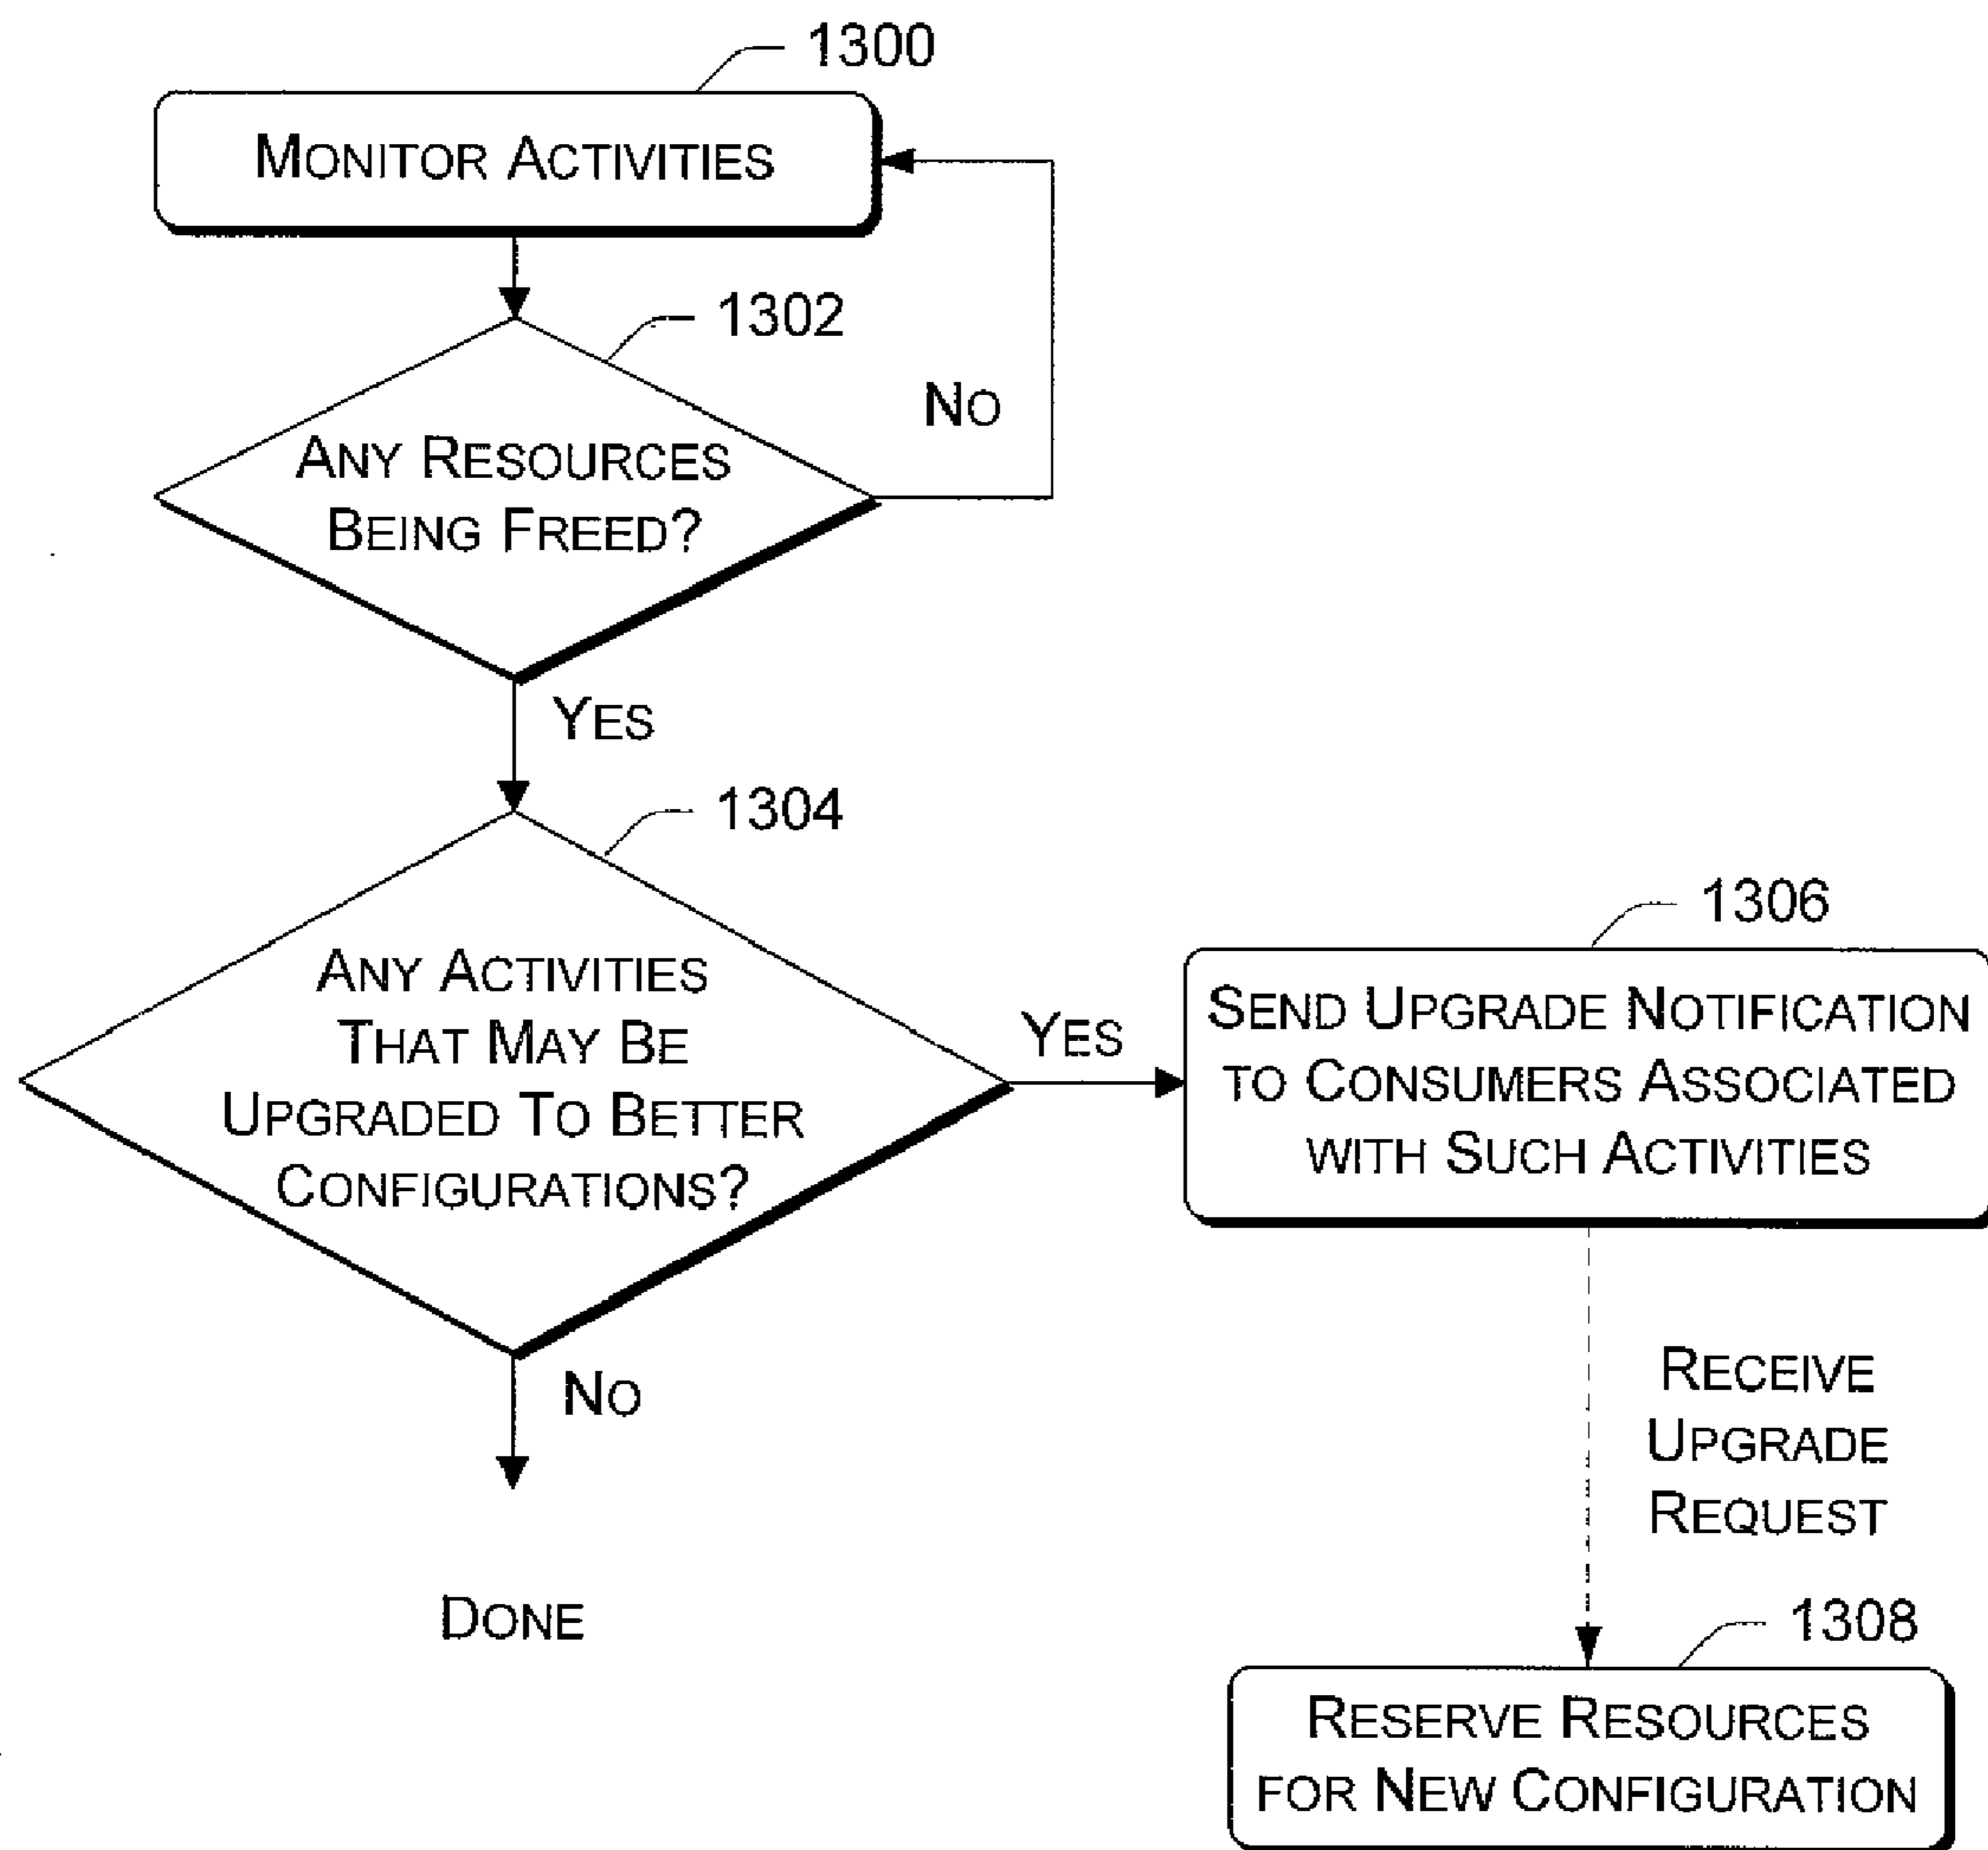 1300
MONITOR ACTIVITIES
1302
NO
ANY RESOURCES
BEING FREED?
YES
1304
ANY ACTIVITIES
THAT MAY BE
UPGRADED TO BETTER
CONFIGURATIONS?
YES
1306
SEND UPGRADE NOTIFICATION
TO CONSUMERS ASSOCIATED
WITH SUCH ACTIVITIES
NO
DONE
RECEIVE
UPGRADE
REQUEST
1308
RESERVE RESOURCES
FOR NEW CONFIGURATION